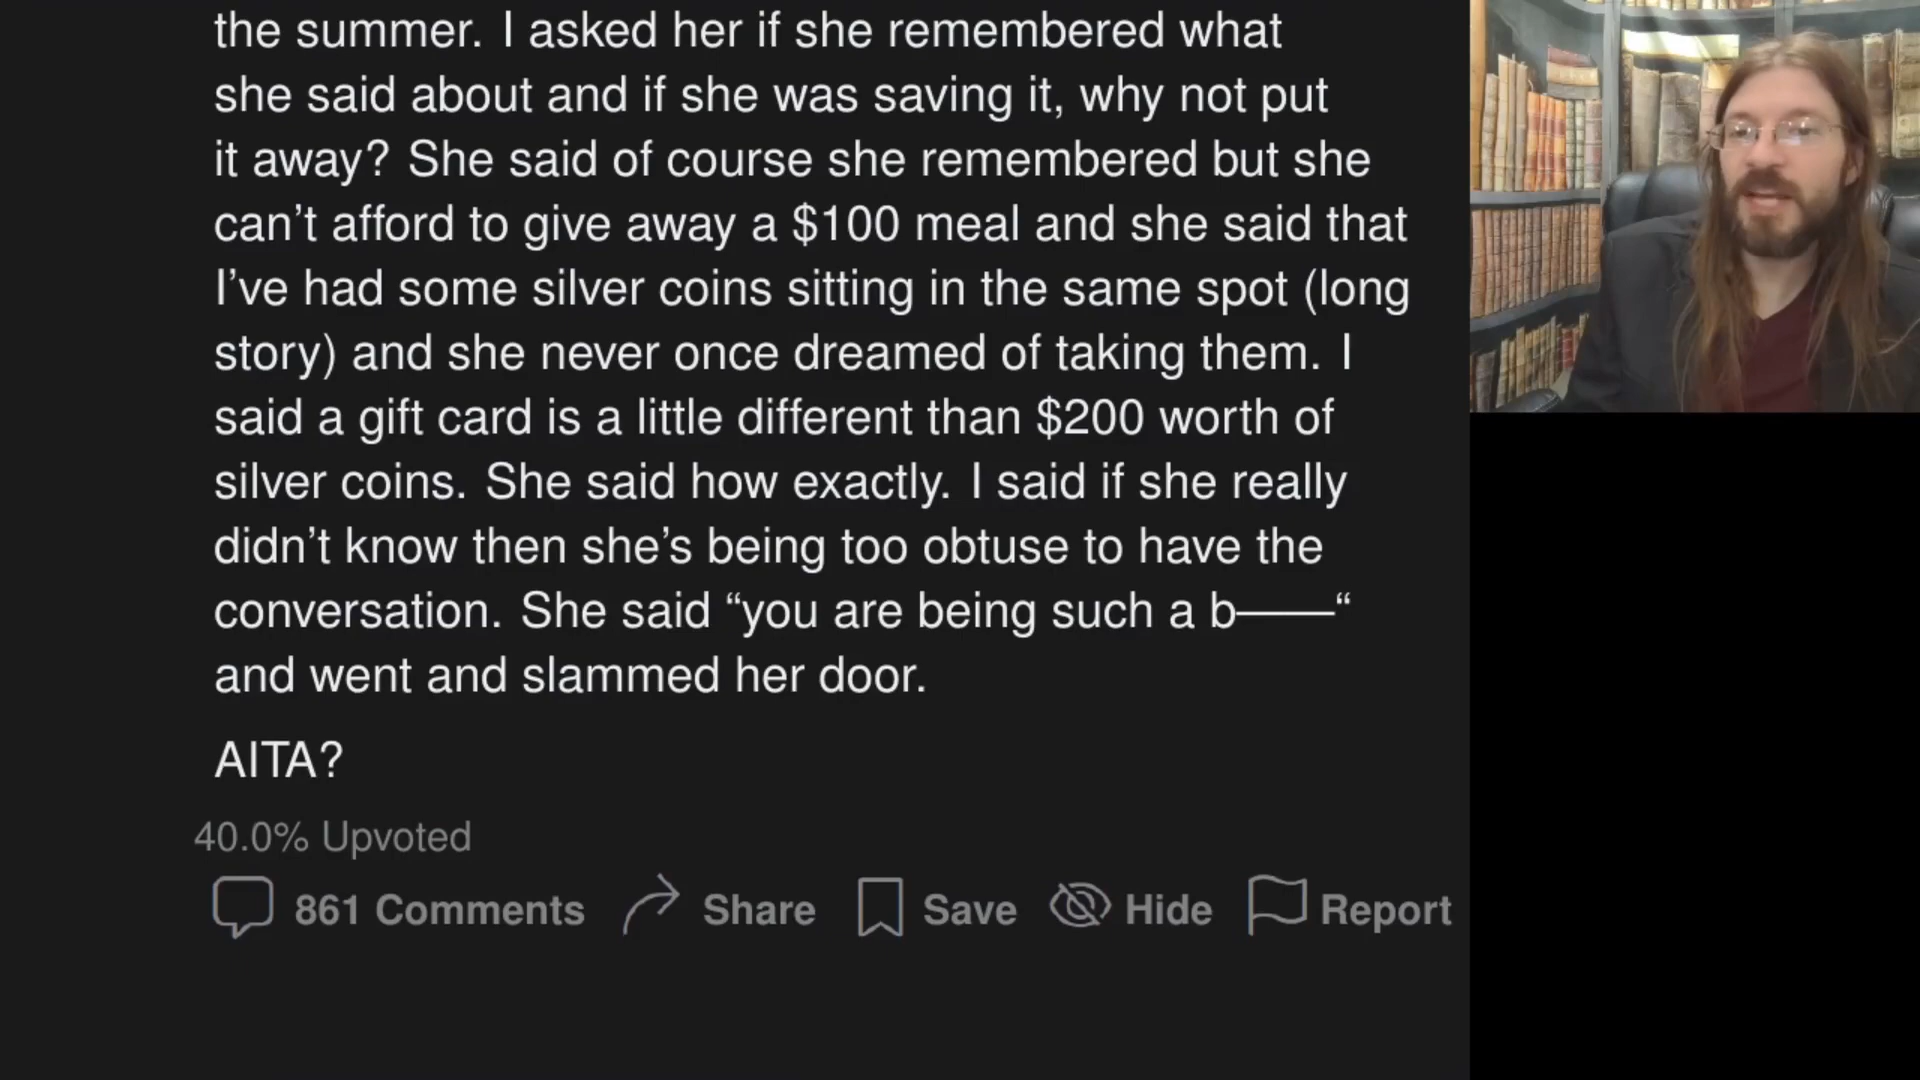 the summer. I asked her if she remembered what
she said about and if she was saving it, why not put
it away? She said of course she remembered but she
can’t afford to give away a $100 meal and she said that
I’ve had some silver coins sitting in the same spot (long
story) and she never once dreamed of taking them. I
said a gift card is a little different than $200 worth of
silver coins. She said how exactly. I said if she really
didn’t know then she’s being too obtuse to have the
conversation. She said “you are being such a b——“
and went and slammed her door.
AITA?
40.0% Upvoted
861 Comments Share Save Hide Report